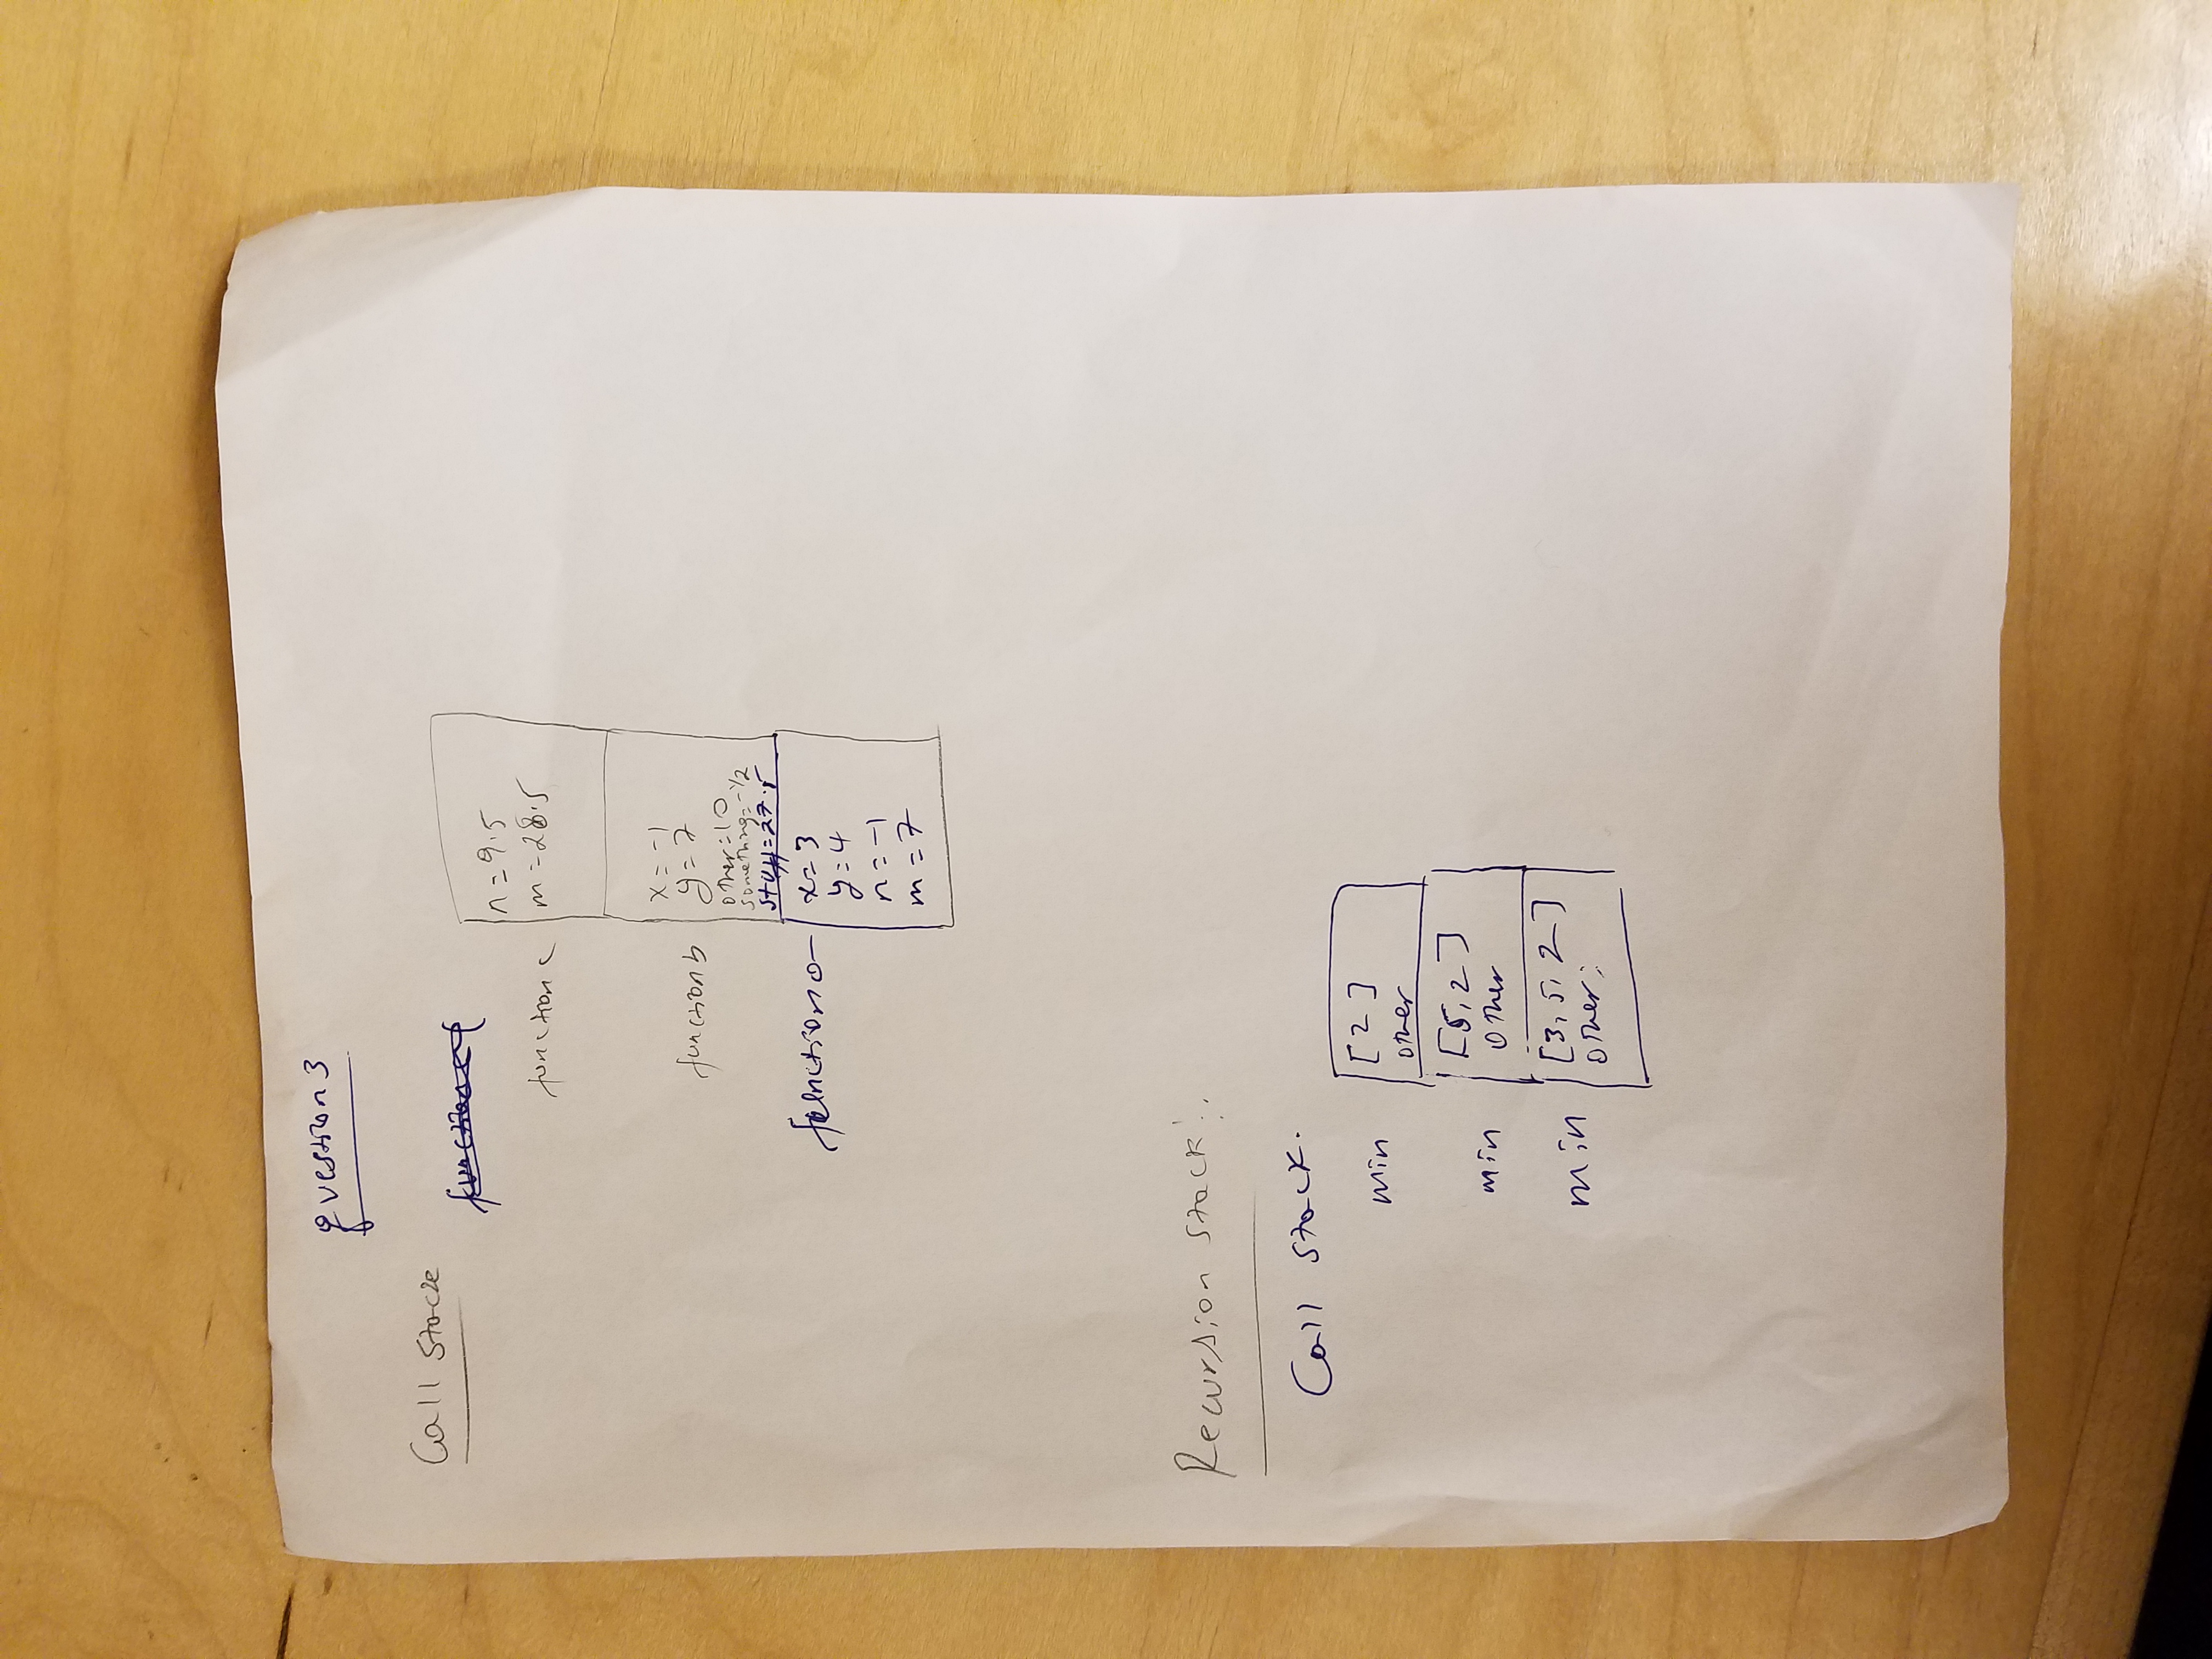 question 3
Call stack
n = 9.5
function c m = 28.5
x = -1
function b y = 7
other = 10
something = -1/2
stuff = 27.5
function a x = 3
y = 4
n = -1
m = 7
Recursion stack:.
Call stack.
min [2]
other
[5, 2]
min other
min [3, 5, 2]
other: